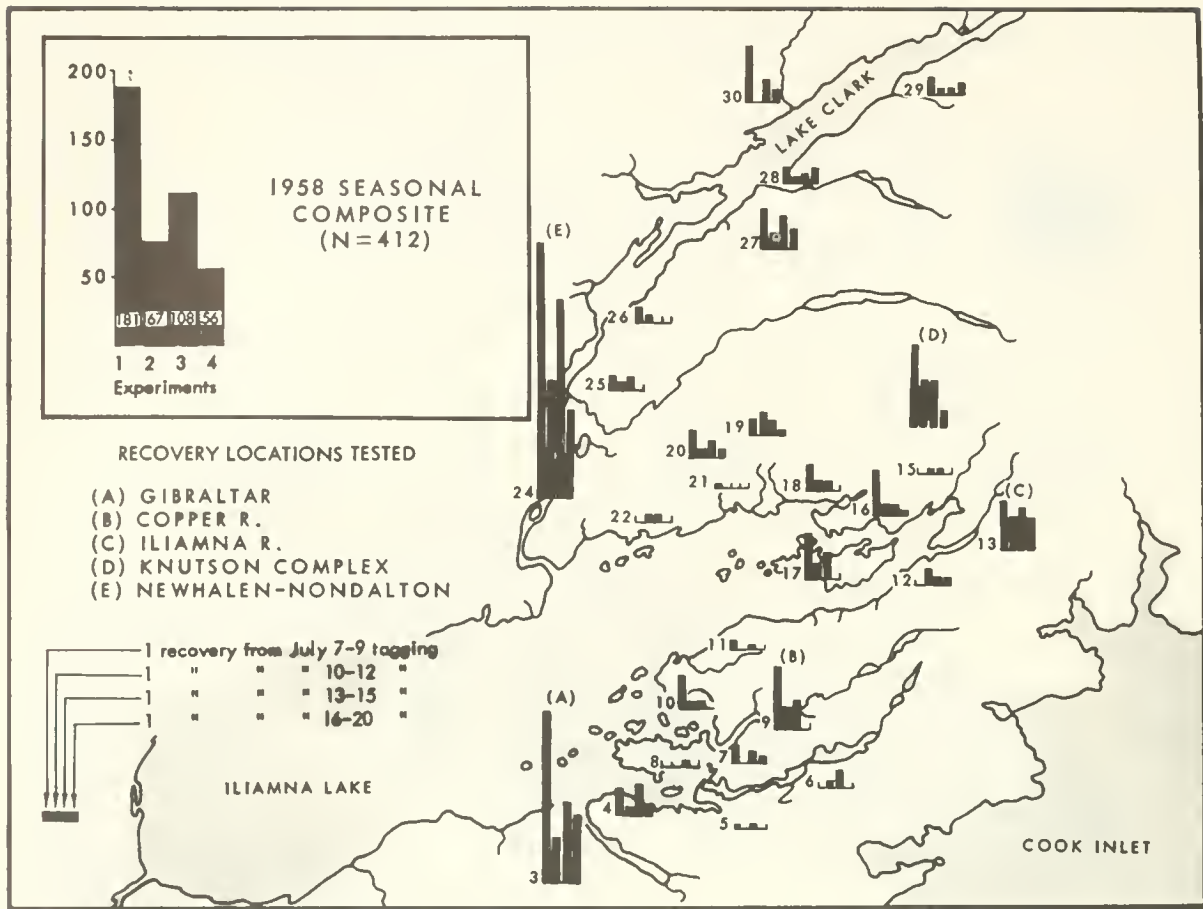 200
150
100
50
181 67 108 56
1 2 3 4
Experiments
1958 SEASONAL
COMPOSITE
(N=412)
RECOVERY LOCATIONS TESTED
(A) GIBRALTAR
(B) COPPER R.
(C) ILIAMNA R.
(D) KNUTSON COMPLEX
(E) NEWHALEN-NONDALTON
1 recovery from July 7-9 tagging
1 " " " 10-12 "
1 " " " 13-15 "
1 " " " 16-20 "
ILIAMNA LAKE
30
29
LAKE CLARK
28
27
(E)
26
(D)
25
19
20
24
21
18
15
16
(C)
22
13
17
12
11
(B)
10
(A)
9
7
8
6
4
5
3
COOK INLET